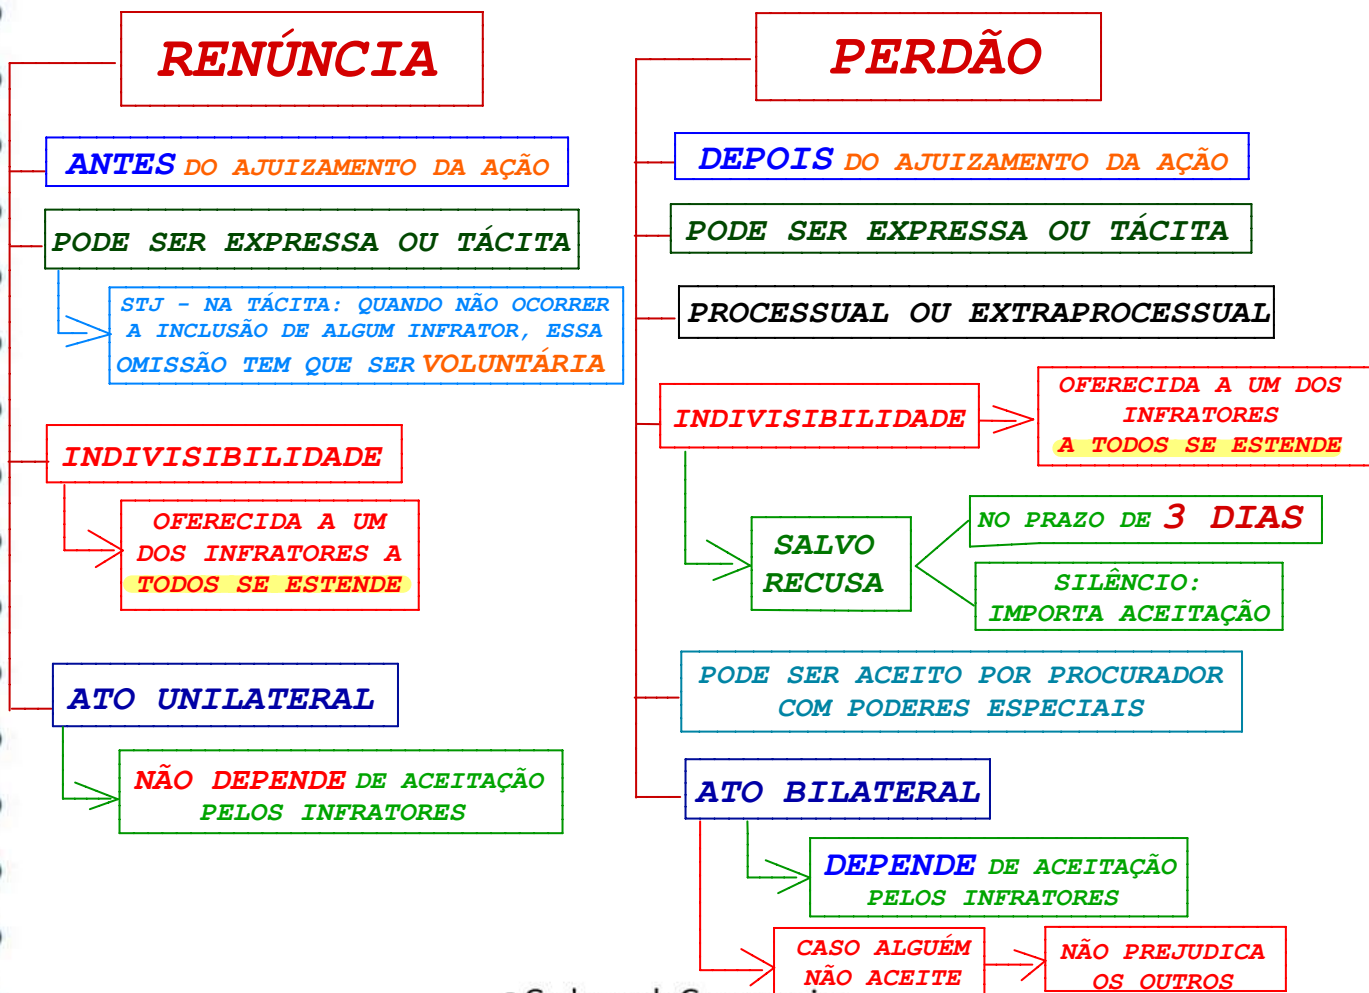 RENÚNCIA
ANTES DO AJUIZAMENTO DA AÇÃO
PODE SER EXPRESSA OU TÁCITA
STJ - NA TÁCITA: QUANDO NÃO OCORRER
A INCLUSÃO DE ALGUM INFRATOR, ESSA
OMISSÃO TEM QUE SER VOLUNTÁRIA
INDIVISIBILIDADE
OFERECIDA A UM
DOS INFRATORES A
TODOS SE ESTENDE
ATO UNILATERAL
NÃO DEPENDE DE ACEITAÇÃO
PELOS INFRATORES
PERDÃO
DEPOIS DO AJUIZAMENTO DA AÇÃO
PODE SER EXPRESSA OU TÁCITA
PROCESSUAL OU EXTRAPROCESSUAL
INDIVISIBILIDADE
OFERECIDA A UM DOS
INFRATORES
A TODOS SE ESTENDE
SALVO
RECUSA
NO PRAZO DE 3 DIAS
SILÊNCIO:
IMPORTA ACEITAÇÃO
PODE SER ACEITO POR PROCURADOR
COM PODERES ESPECIAIS
ATO BILATERAL
DEPENDE DE ACEITAÇÃO
PELOS INFRATORES
CASO ALGUÉM
NÃO ACEITE
NÃO PREJUDICA
OS OUTROS